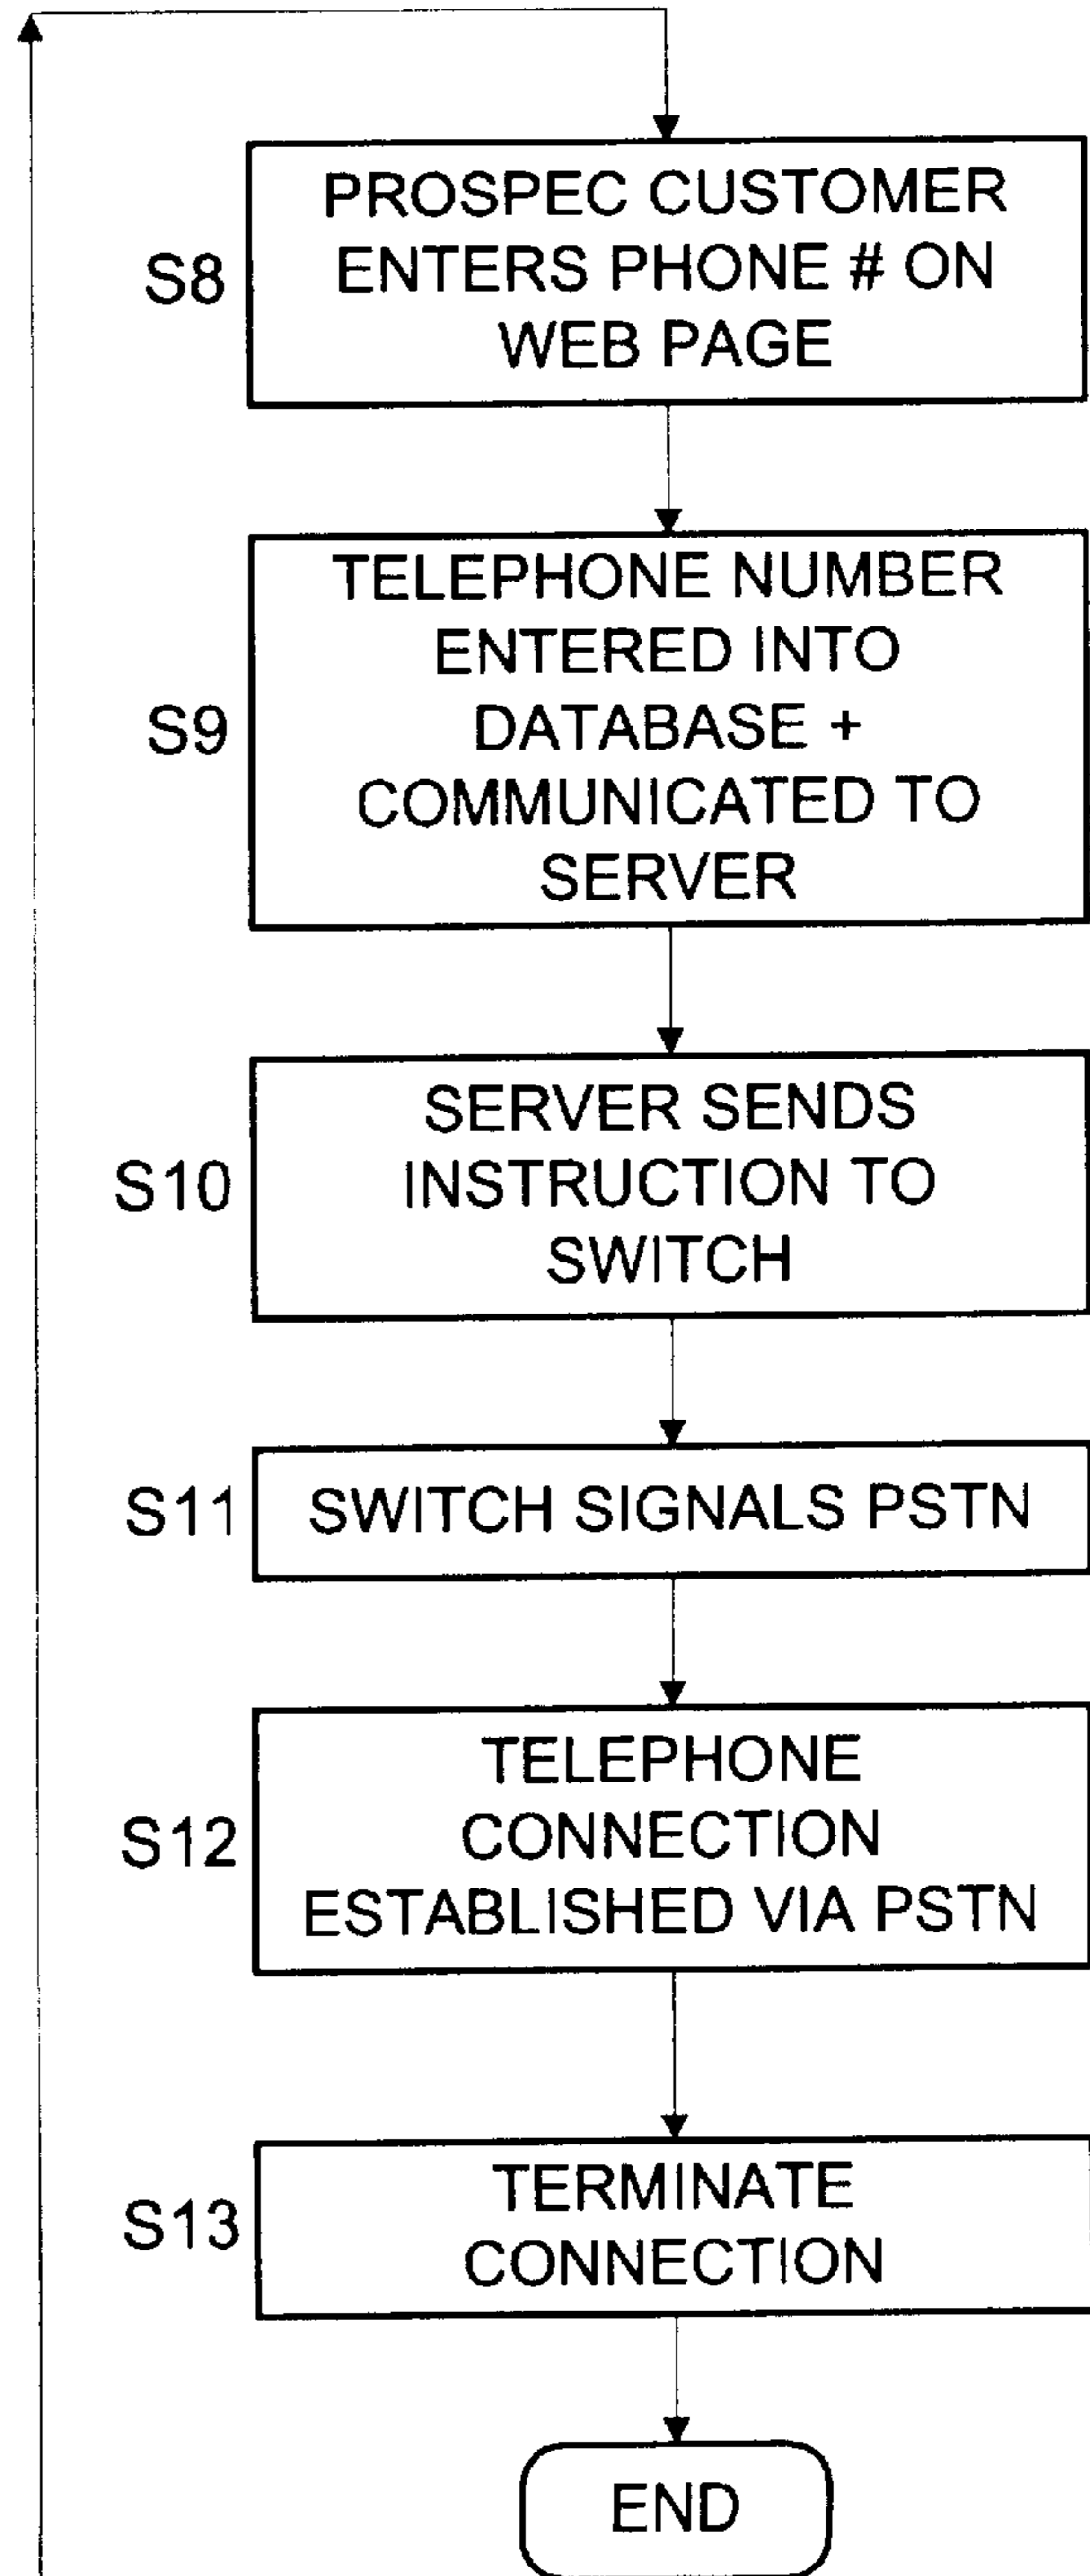 PROSPEC CUSTOMER
ENTERS PHONE # ON
WEB PAGE
S8
TELEPHONE NUMBER
ENTERED INTO
DATABASE +
COMMUNICATED TO
SERVER
S9
SERVER SENDS
INSTRUCTION TO
SWITCH
S10
S11
SWITCH SIGNALS PSTN
TELEPHONE
CONNECTION
ESTABLISHED VIA PSTN
S12
TERMINATE
CONNECTION
S13
END